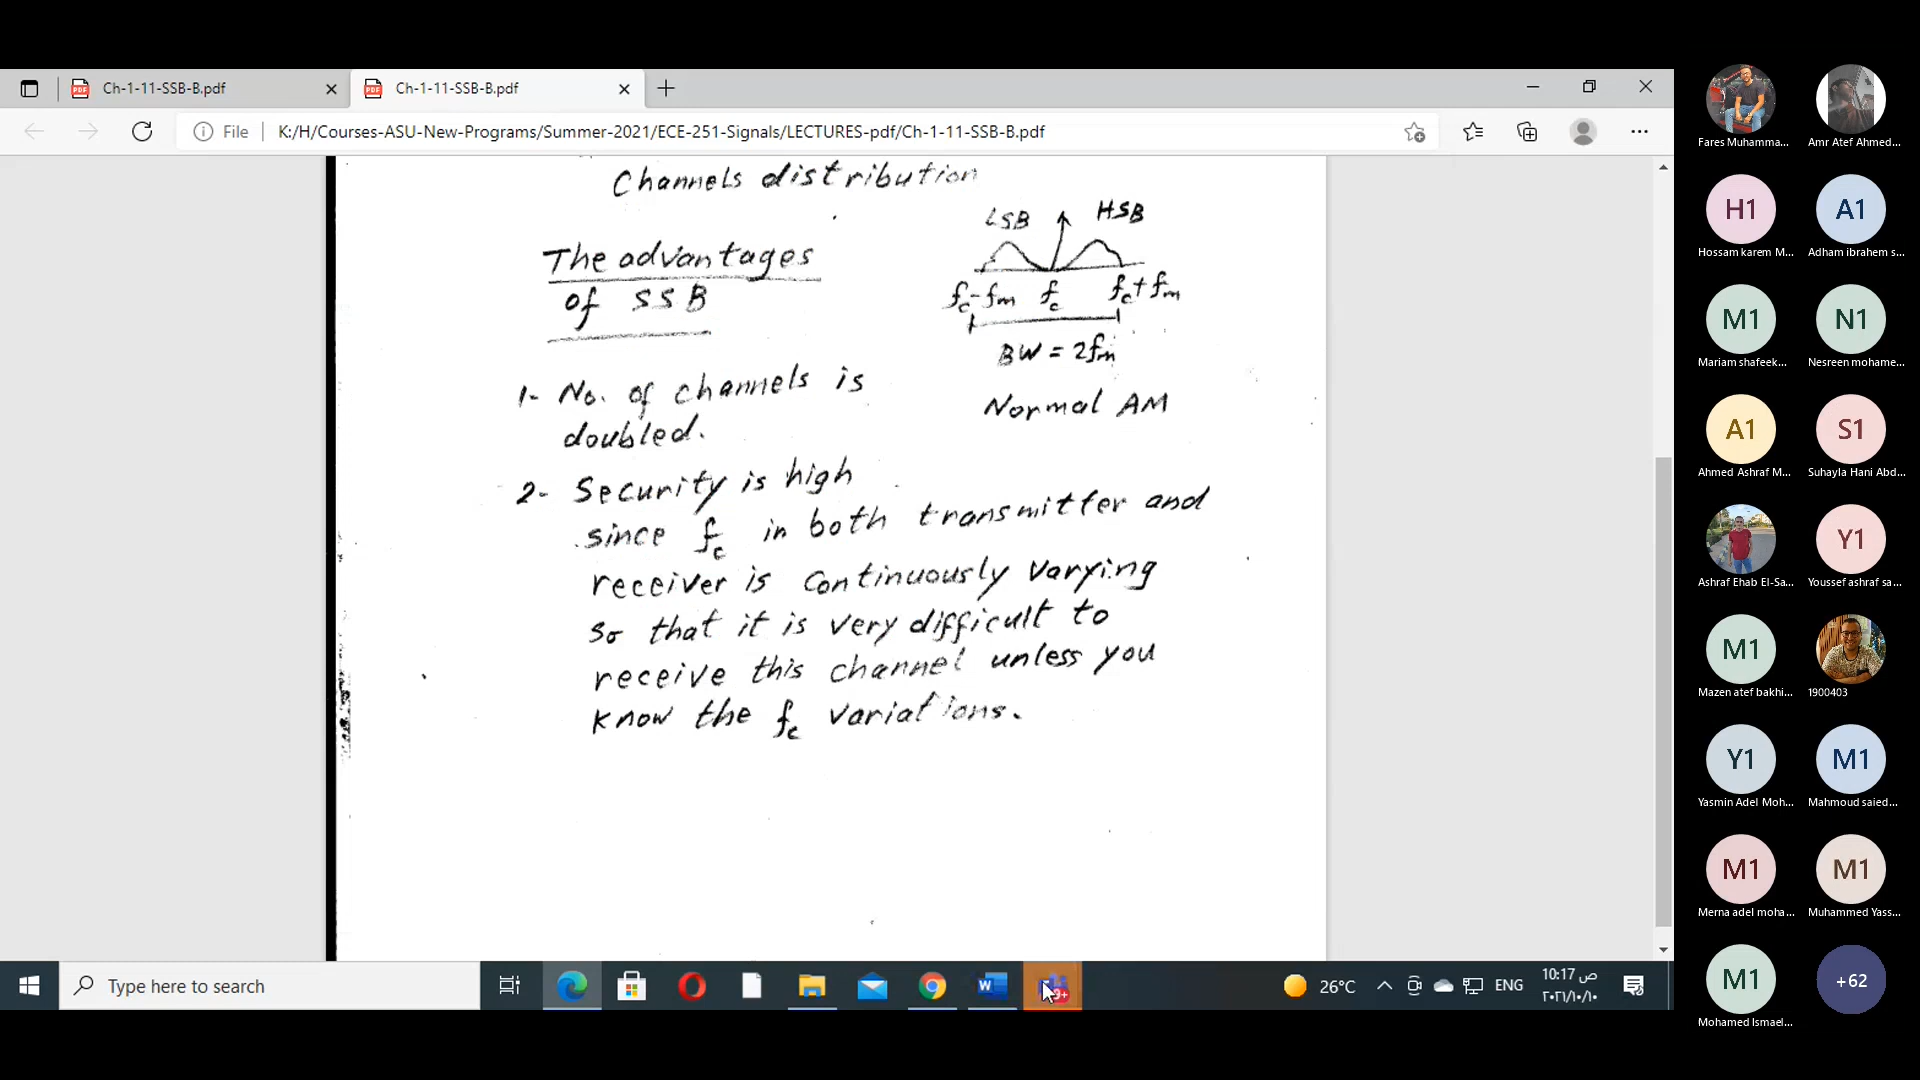 Ch-1-11-SSB-B.pdf
Ch-1-11-SSB-B.pdf
File
K:/H/Courses-ASU-New-Programs/Summer-2021/ECE-251-Signals/LECTURES-pdf/Ch-1-11-SSB-B.pdf
Channels distribution
LSB HSB
fc-fm fc fc+fm
BW = 2fm
Normal AM
The advantages
of SSB
1- No. of channels is
doubled.
2- Security is high
since fc in both transmitter and
receiver is continuously varying
so that it is very difficult to
receive this channel unless you
know the fc variations.
Fares Muhamma...
Amr Atef Ahmed...
H1
Hossam karem M...
A1
Adham ibrahem s...
M1
Mariam shafeek...
N1
Nesreen mohame...
A1
Ahmed Ashraf M...
S1
Suhayla Hani Abd...
Ashraf Ehab El-Sa...
Y1
Youssef ashraf sa...
M1
Mazen atef bakhi...
1900403
Y1
Yasmin Adel Moh...
M1
Mahmoud saied...
M1
Merna adel moha...
M1
Muhammed Yass...
M1
Mohamed Ismael...
+62
Type here to search
W
9+
26°C
ENG
10:17 ص
٢٠٢١/١٠/١٠